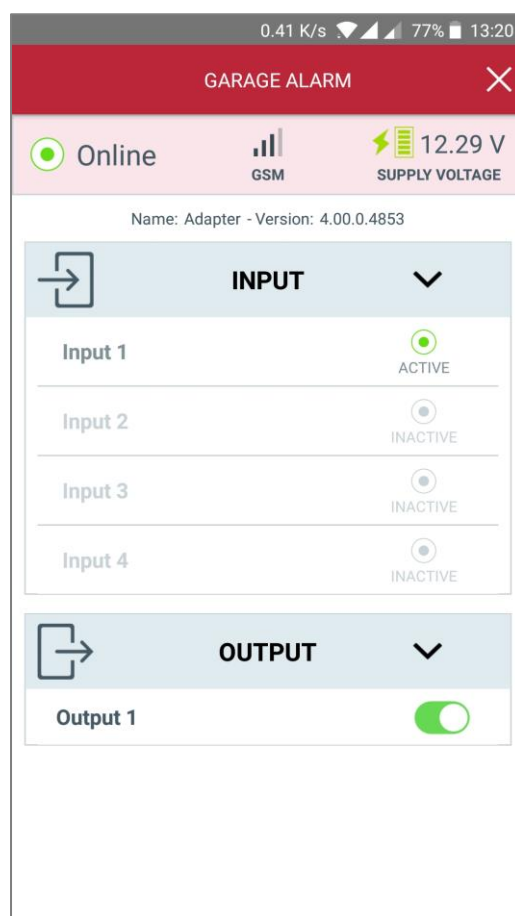 0.41 K/s 77% 13:20
GARAGE ALARM
Online 12.29 V
GSM SUPPLY VOLTAGE
Name: Adapter - Version: 4.00.0.4853
INPUT
Input 1
ACTIVE
Input 2
INACTIVE
Input 3
INACTIVE
Input 4
INACTIVE
OUTPUT
Output 1